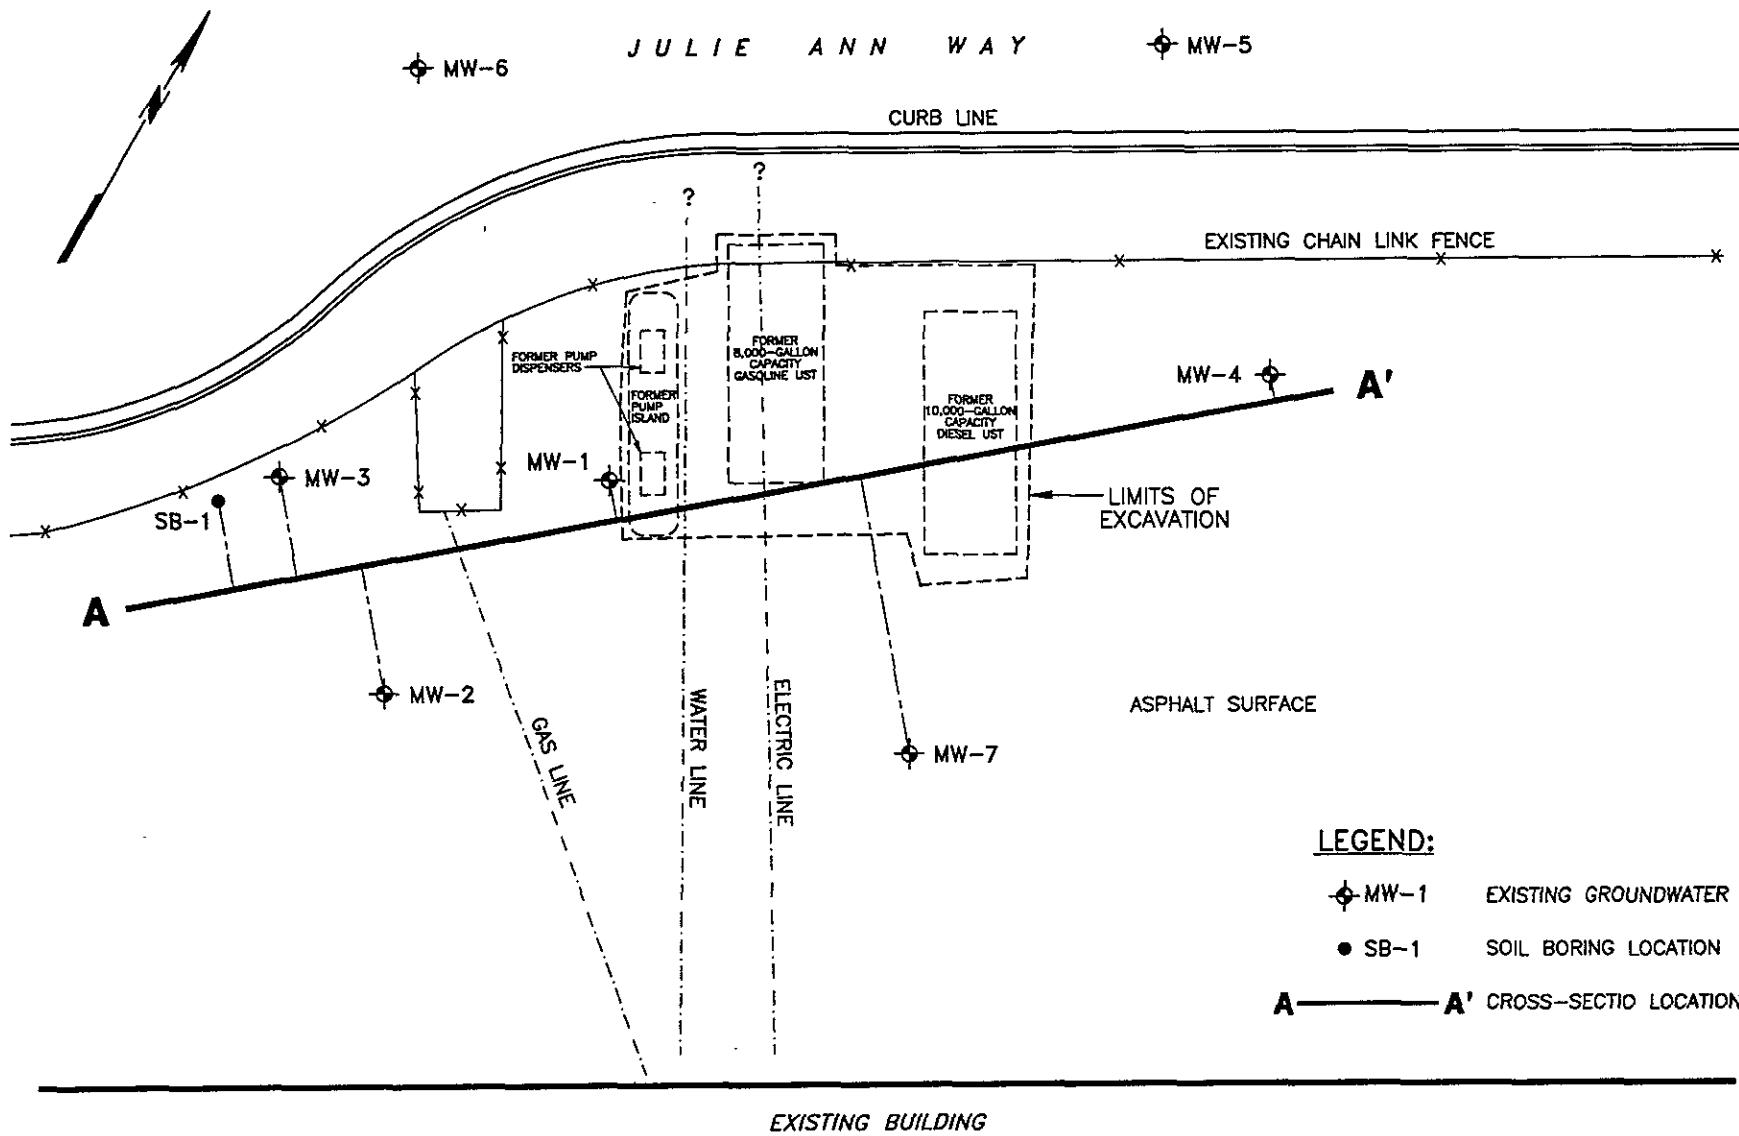 JULIE ANN WAY
MW-5
MW-6
CURB LINE
?
?
EXISTING CHAIN LINK FENCE
FORMER PUMP
DISPENSERS
FORMER
8,000-GALLON
CAPACITY
GASOLINE UST
FORMER
PUMP
ISLAND
FORMER
10,000-GALLON
CAPACITY
DIESEL UST
MW-4
A'
MW-1
MW-3
SB-1
LIMITS OF
EXCAVATION
A
MW-2
GAS LINE
WATER LINE
ELECTRIC LINE
MW-7
ASPHALT SURFACE
LEGEND:
MW-1 EXISTING GROUNDWATER
SB-1 SOIL BORING LOCATION
A A' CROSS-SECTIO LOCATION
EXISTING BUILDING